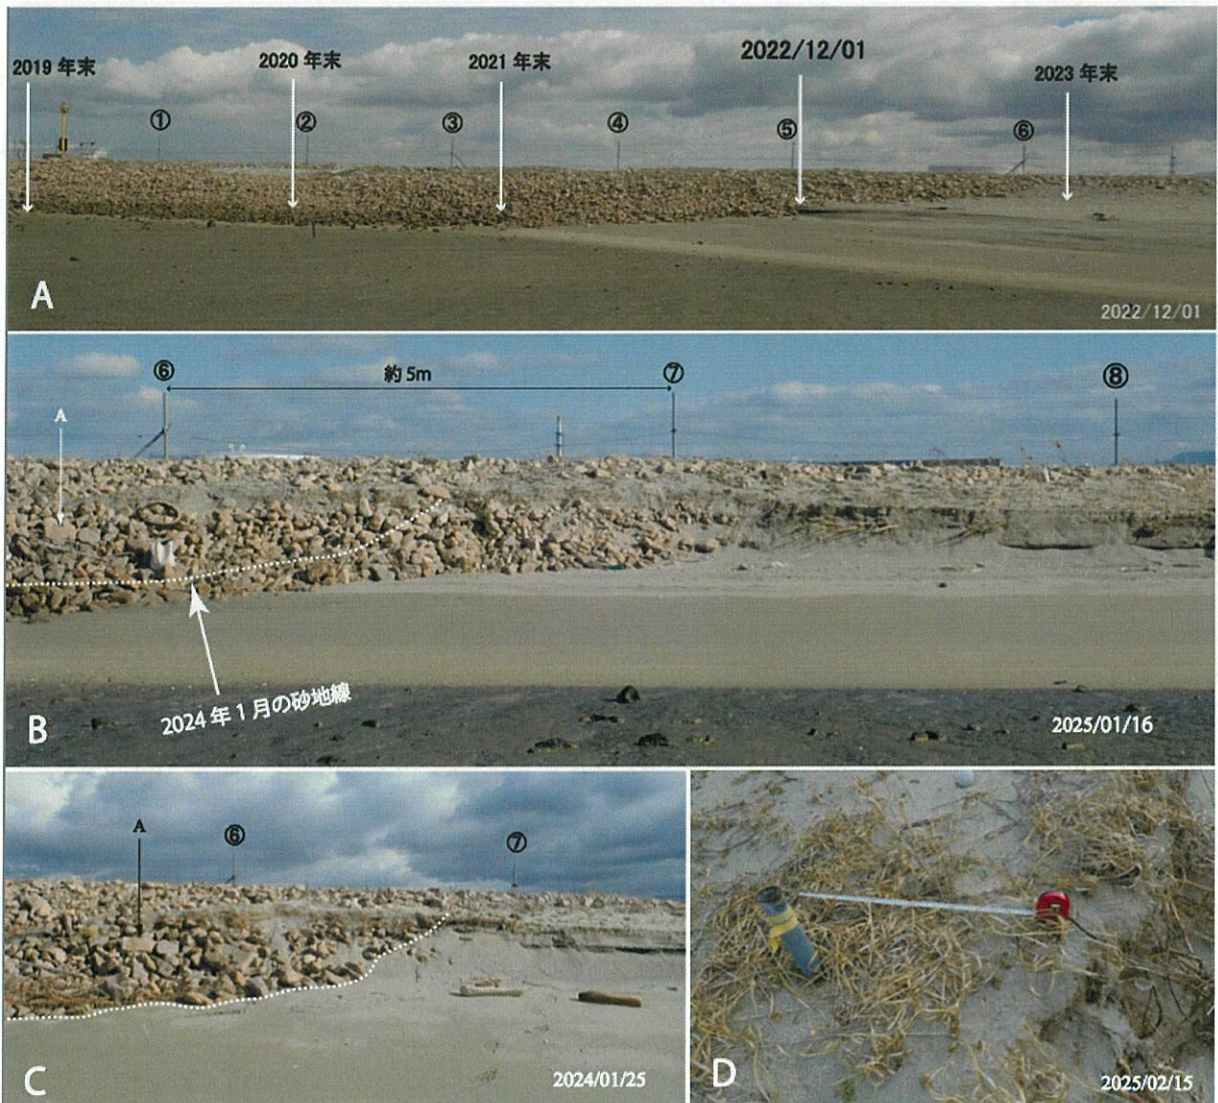 2019 年末
2020 年末
2021 年末
2022/12/01
2023 年末
①
②
③
④
⑤
⑥
A
2022/12/01
⑥
約 5m
⑦
⑧
A
2024 年 1 月の砂地線
B
2025/01/16
A
⑥
⑦
C
2024/01/25
D
2025/02/15